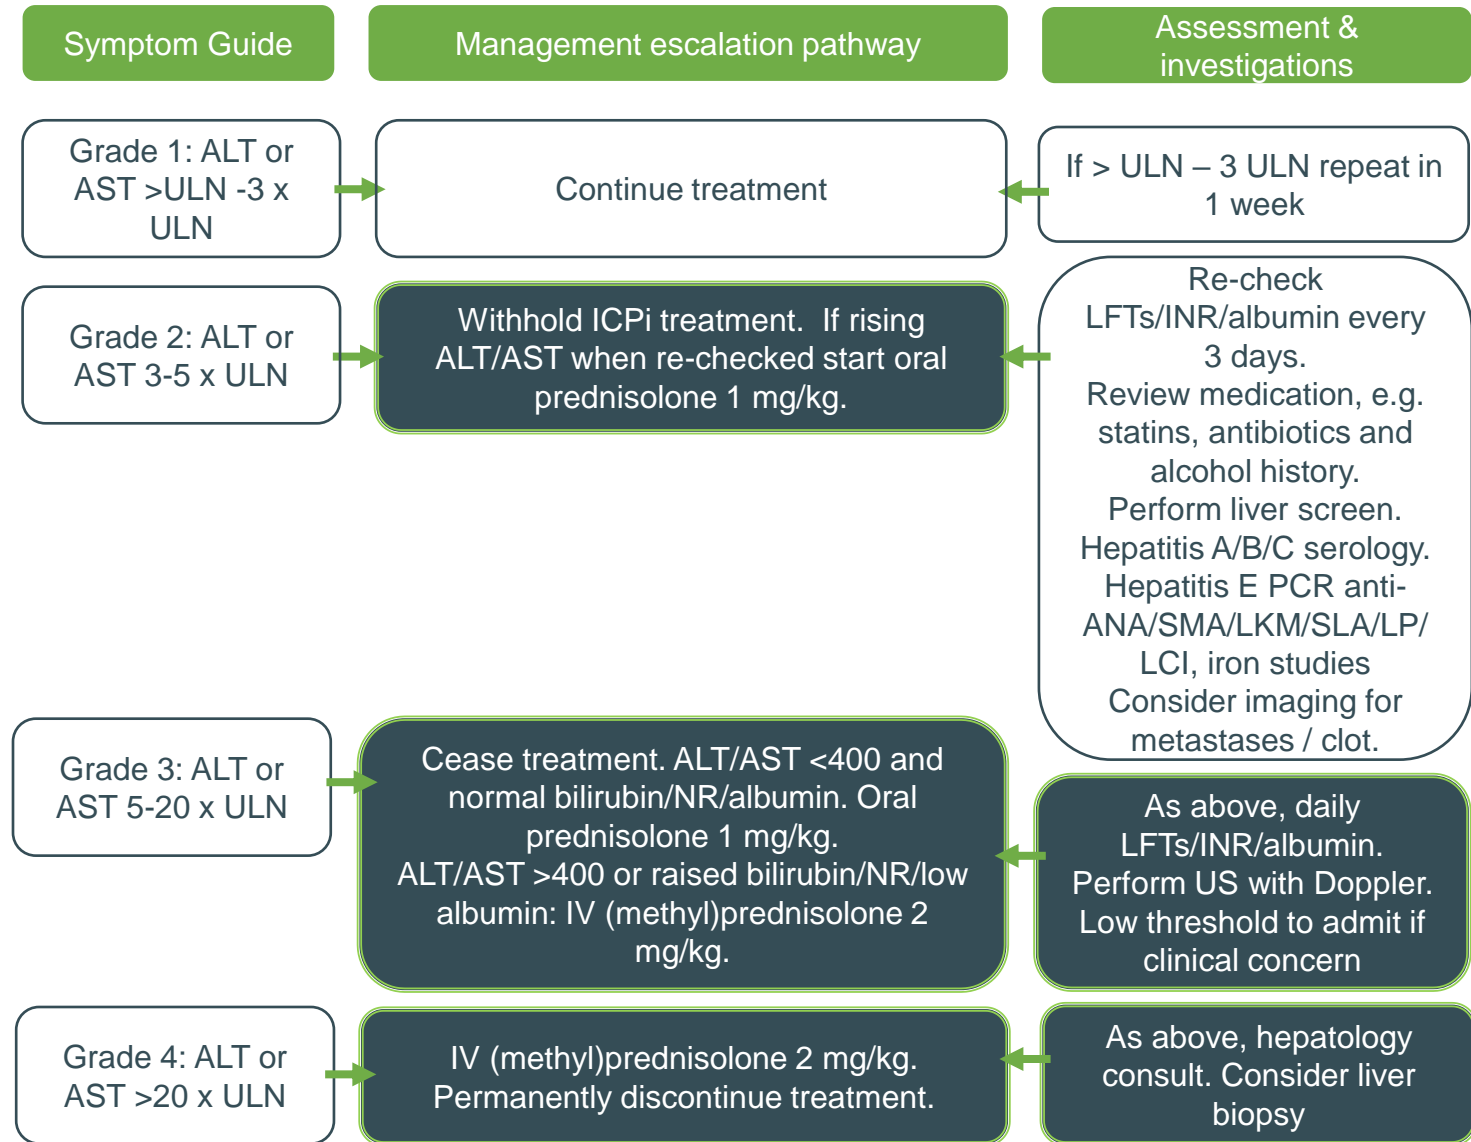 Symptom Guide
Management escalation pathway
Assessment &
investigations
Grade 1: ALT or
AST >ULN -3 x
ULN
Continue treatment
If > ULN – 3 ULN repeat in
1 week
Grade 2: ALT or
AST 3-5 x ULN
Withhold ICPi treatment. If rising
ALT/AST when re-checked start oral
prednisolone 1 mg/kg.
Re-check
LFTs/INR/albumin every
3 days.
Review medication, e.g.
statins, antibiotics and
alcohol history.
Perform liver screen.
Hepatitis A/B/C serology.
Hepatitis E PCR anti-
ANA/SMA/LKM/SLA/LP/
LCI, iron studies
Consider imaging for
metastases / clot.
Grade 3: ALT or
AST 5-20 x ULN
Cease treatment. ALT/AST <400 and
normal bilirubin/NR/albumin. Oral
prednisolone 1 mg/kg.
ALT/AST >400 or raised bilirubin/NR/low
albumin: IV (methyl)prednisolone 2
mg/kg.
As above, daily
LFTs/INR/albumin.
Perform US with Doppler.
Low threshold to admit if
clinical concern
Grade 4: ALT or
AST >20 x ULN
IV (methyl)prednisolone 2 mg/kg.
Permanently discontinue treatment.
As above, hepatology
consult. Consider liver
biopsy